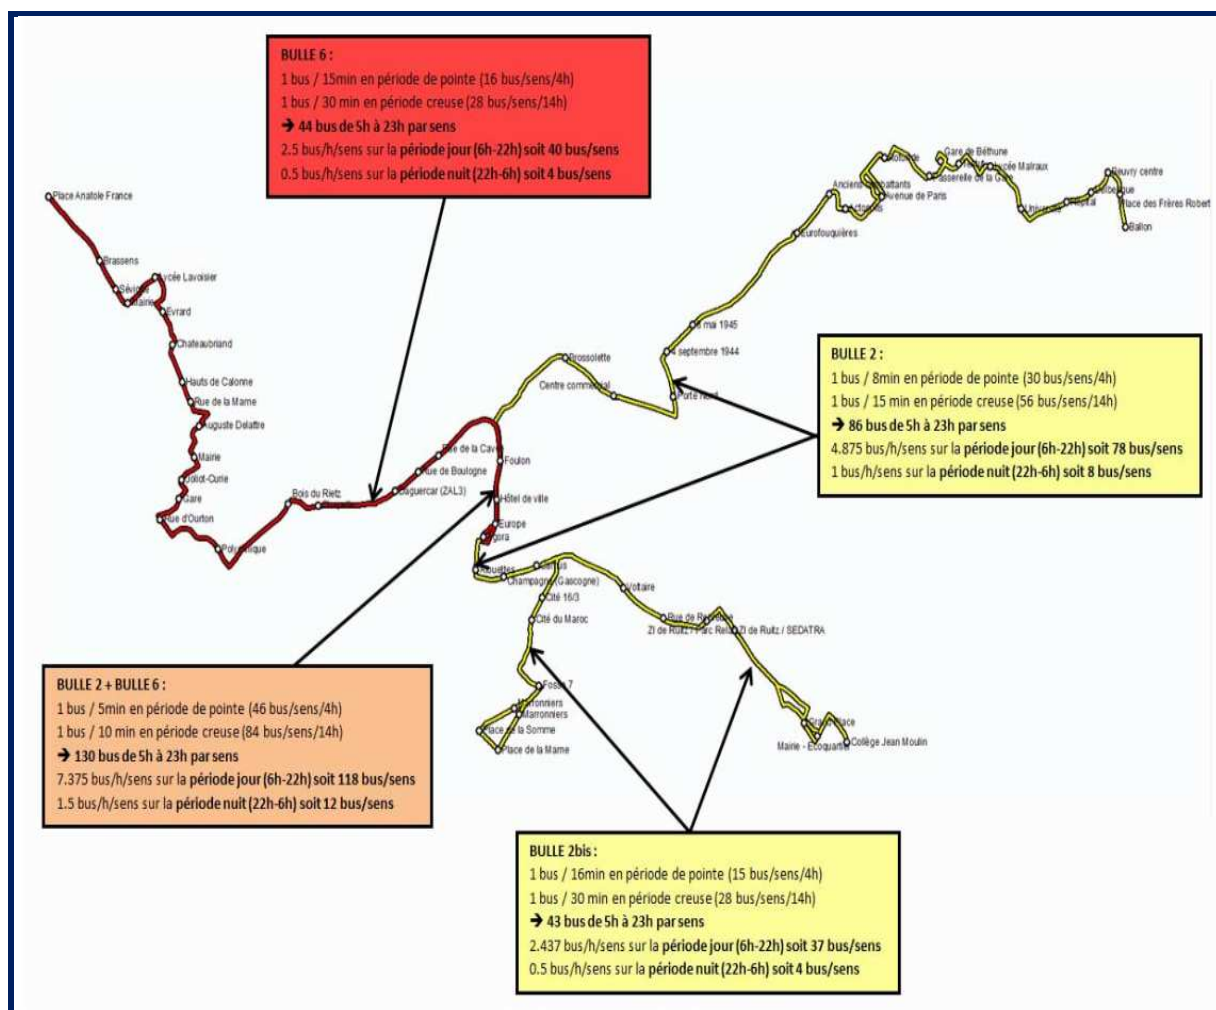 BULLE 6 :
1 bus / 15min en période de pointe (16 bus/sens/4h)
1 bus / 30 min en période creuse (28 bus/sens/14h)
➔ 44 bus de 5h à 23h par sens
2.5 bus/h/sens sur la période jour (6h-22h) soit 40 bus/sens
0.5 bus/h/sens sur la période nuit (22h-6h) soit 4 bus/sens
Place Anatole France
Brassens
Lycée Lavoisier
Mairie
Evrard
Chateaubriand
Hauts de Calonne
Rue de la Marne
Auguste Delattre
Mairie
Joliot-Curie
Gare
Rue d'Ourton
Bois du Rietz
Daguercar (ZAL3)
Rue de Boulogne
Foulon
Hôtel de ville
Europe
Brossolette
Centre commercial
Porte nord
4 septembre 1944
8 mai 1945
Eurofouquières
Anciens Combattants
Avenue de Paris
Gare de Béthune
Passerelle de la Gare
Lycée Malraux
Université
Beuvry centre
Place des Frères Robert
Ballon
BULLE 2 :
1 bus / 8min en période de pointe (30 bus/sens/4h)
1 bus / 15 min en période creuse (56 bus/sens/14h)
➔ 86 bus de 5h à 23h par sens
4.875 bus/h/sens sur la période jour (6h-22h) soit 78 bus/sens
1 bus/h/sens sur la période nuit (22h-6h) soit 8 bus/sens
Alouettes
Champagne (Gascogne)
Cité 16/3
Cité du Maroc
Voltaire
ZI de Ruitz / SEDATRA
Fosse 7
Marronniers
Marronniers
Place de la Somme
Place de la Marne
Grand Place
Mairie - Ecoquartier
Collège Jean Moulin
BULLE 2 + BULLE 6 :
1 bus / 5min en période de pointe (46 bus/sens/4h)
1 bus / 10 min en période creuse (84 bus/sens/14h)
➔ 130 bus de 5h à 23h par sens
7.375 bus/h/sens sur la période jour (6h-22h) soit 118 bus/sens
1.5 bus/h/sens sur la période nuit (22h-6h) soit 12 bus/sens
BULLE 2bis :
1 bus / 16min en période de pointe (15 bus/sens/4h)
1 bus / 30 min en période creuse (28 bus/sens/14h)
➔ 43 bus de 5h à 23h par sens
2.437 bus/h/sens sur la période jour (6h-22h) soit 37 bus/sens
0.5 bus/h/sens sur la période nuit (22h-6h) soit 4 bus/sens